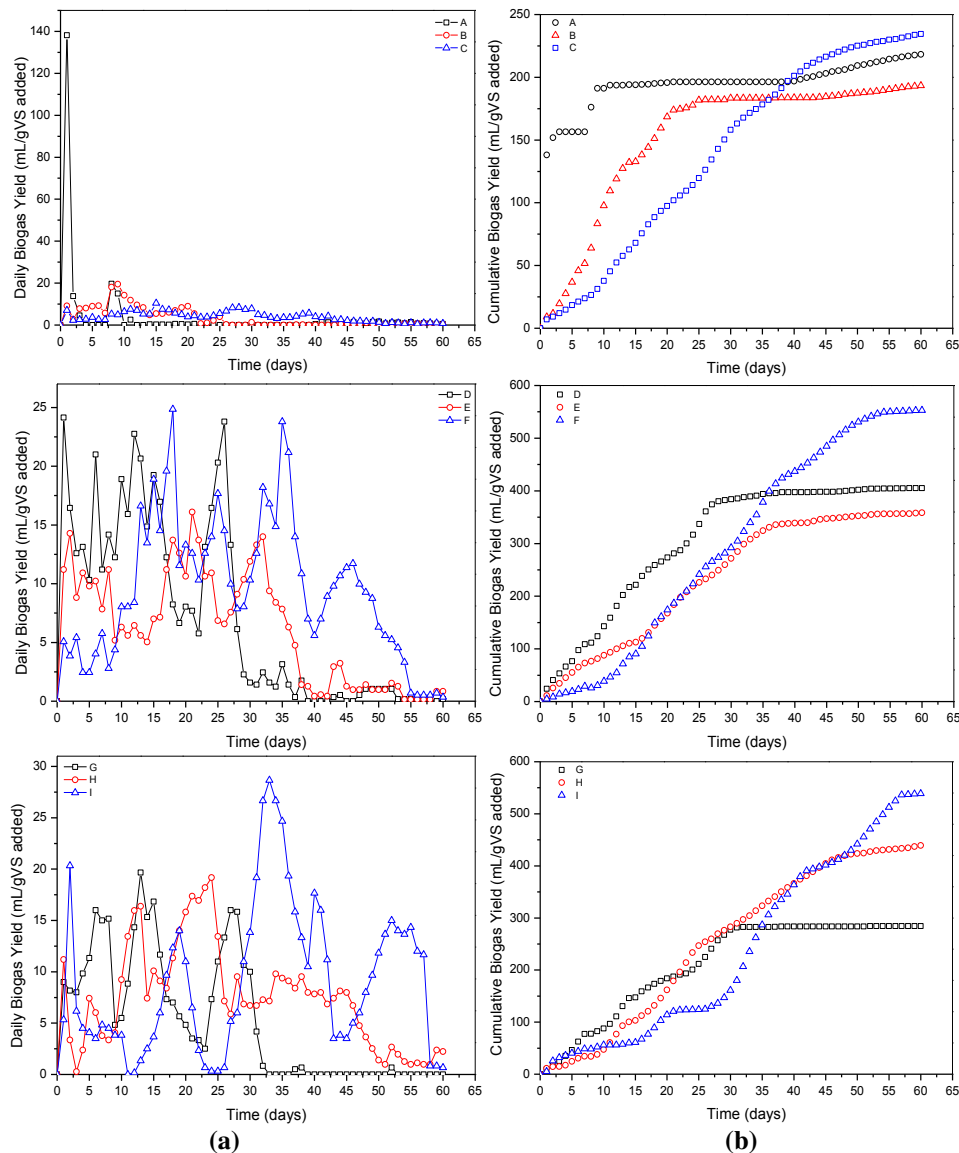 A
B
C
140
120
100
80
60
40
20
0
Daily Biogas Yield (mL/gVS added)
0 5 10 15 20 25 30 35 40 45 50 55 60 65
Time (days)
A
B
C
250
200
150
100
50
0
Cumulative Biogas Yield (mL/gVS added)
0 5 10 15 20 25 30 35 40 45 50 55 60 65
Time (days)
D
E
F
25
20
15
10
5
0
Daily Biogas Yield (mL/gVS added)
0 5 10 15 20 25 30 35 40 45 50 55 60 65
Time (days)
D
E
F
600
500
400
300
200
100
0
Cumulative Biogas Yield (mL/gVS added)
0 5 10 15 20 25 30 35 40 45 50 55 60 65
Time (days)
G
H
I
30
25
20
15
10
5
0
Daily Biogas Yield (mL/gVS added)
0 5 10 15 20 25 30 35 40 45 50 55 60 65
Time (days)
G
H
I
600
500
400
300
200
100
0
Cumulative Biogas Yield (mL/gVS added)
0 5 10 15 20 25 30 35 40 45 50 55 60 65
Time (days)
(a)
(b)